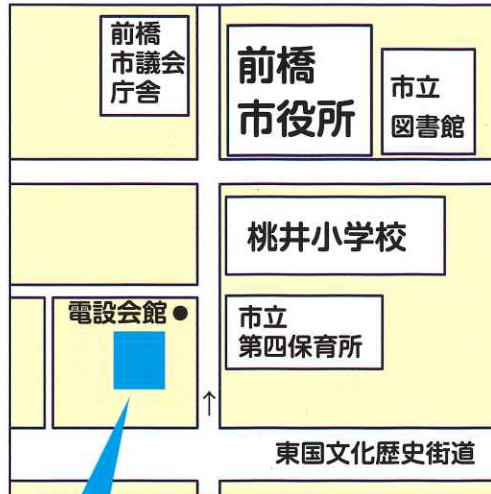 前橋
市議会
庁舎
前橋
市役所
市立
図書館
桃井小学校
電設会館
市立
第四保育所
↑
東国文化歴史街道